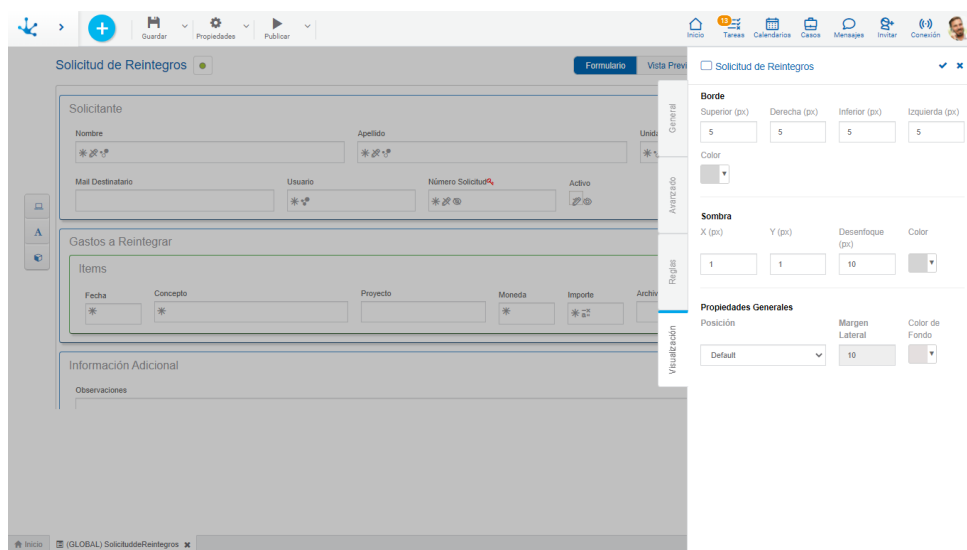 Guardar
Propiedades
Publicar
Inicio
13
Tareas
Calendarios
Casos
Mensajes
Invitar
Conexión
Solicitud de Reintegros
Formulario
Vista Previ
Solicitante
Nombre
Apellido
Unida
Mail Destinatario
Usuario
Número Solicitud
Activo
A
Gastos a Reintegrar
Items
Fecha
Concepto
Proyecto
Moneda
Importe
Archiv
Información Adicional
Observaciones
General
Avanzado
Reglas
Visualización
Solicitud de Reintegros
Borde
Superior (px)
Derecha (px)
Inferior (px)
Izquierda (px)
5
5
5
5
Color
Sombra
X (px)
Y (px)
Desenfoque
(px)
Color
1
1
10
Propiedades Generales
Posición
Margen
Lateral
Color de
Fondo
Default
10
Inicio
(GLOBAL) SolicituddeReintegros